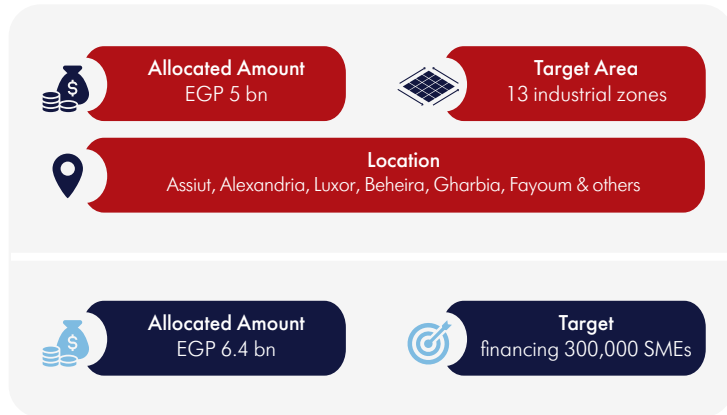 Allocated Amount
EGP 5 bn
Target Area
13 industrial zones
Location
Assiut, Alexandria, Luxor, Beheira, Gharbia, Fayoum & others
Allocated Amount
EGP 6.4 bn
Target
financing 300,000 SMEs